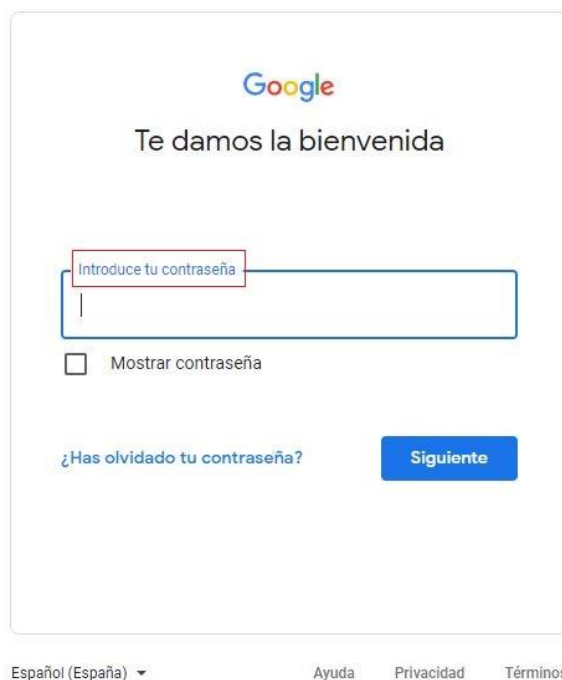 Google
Te damos la bienvenida
Introduce tu contraseña
Mostrar contraseña
¿Has olvidado tu contraseña?
Siguiente
Español (España)
Ayuda
Privacidad
Términos